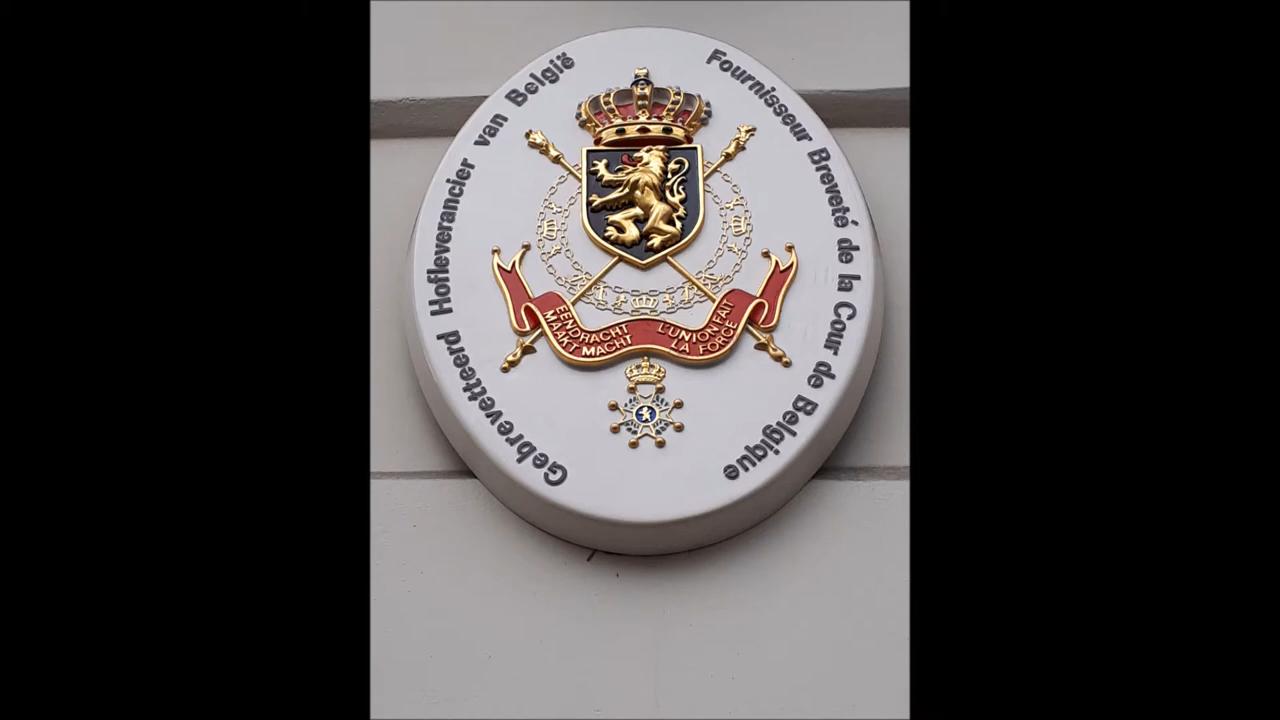 Gebrevetteerd Hofleverancier van België
Fournisseur Breveté de la Cour de Belgique
EENDRACHT
MAAKT MACHT
L'UNION FAIT
LA FORCE